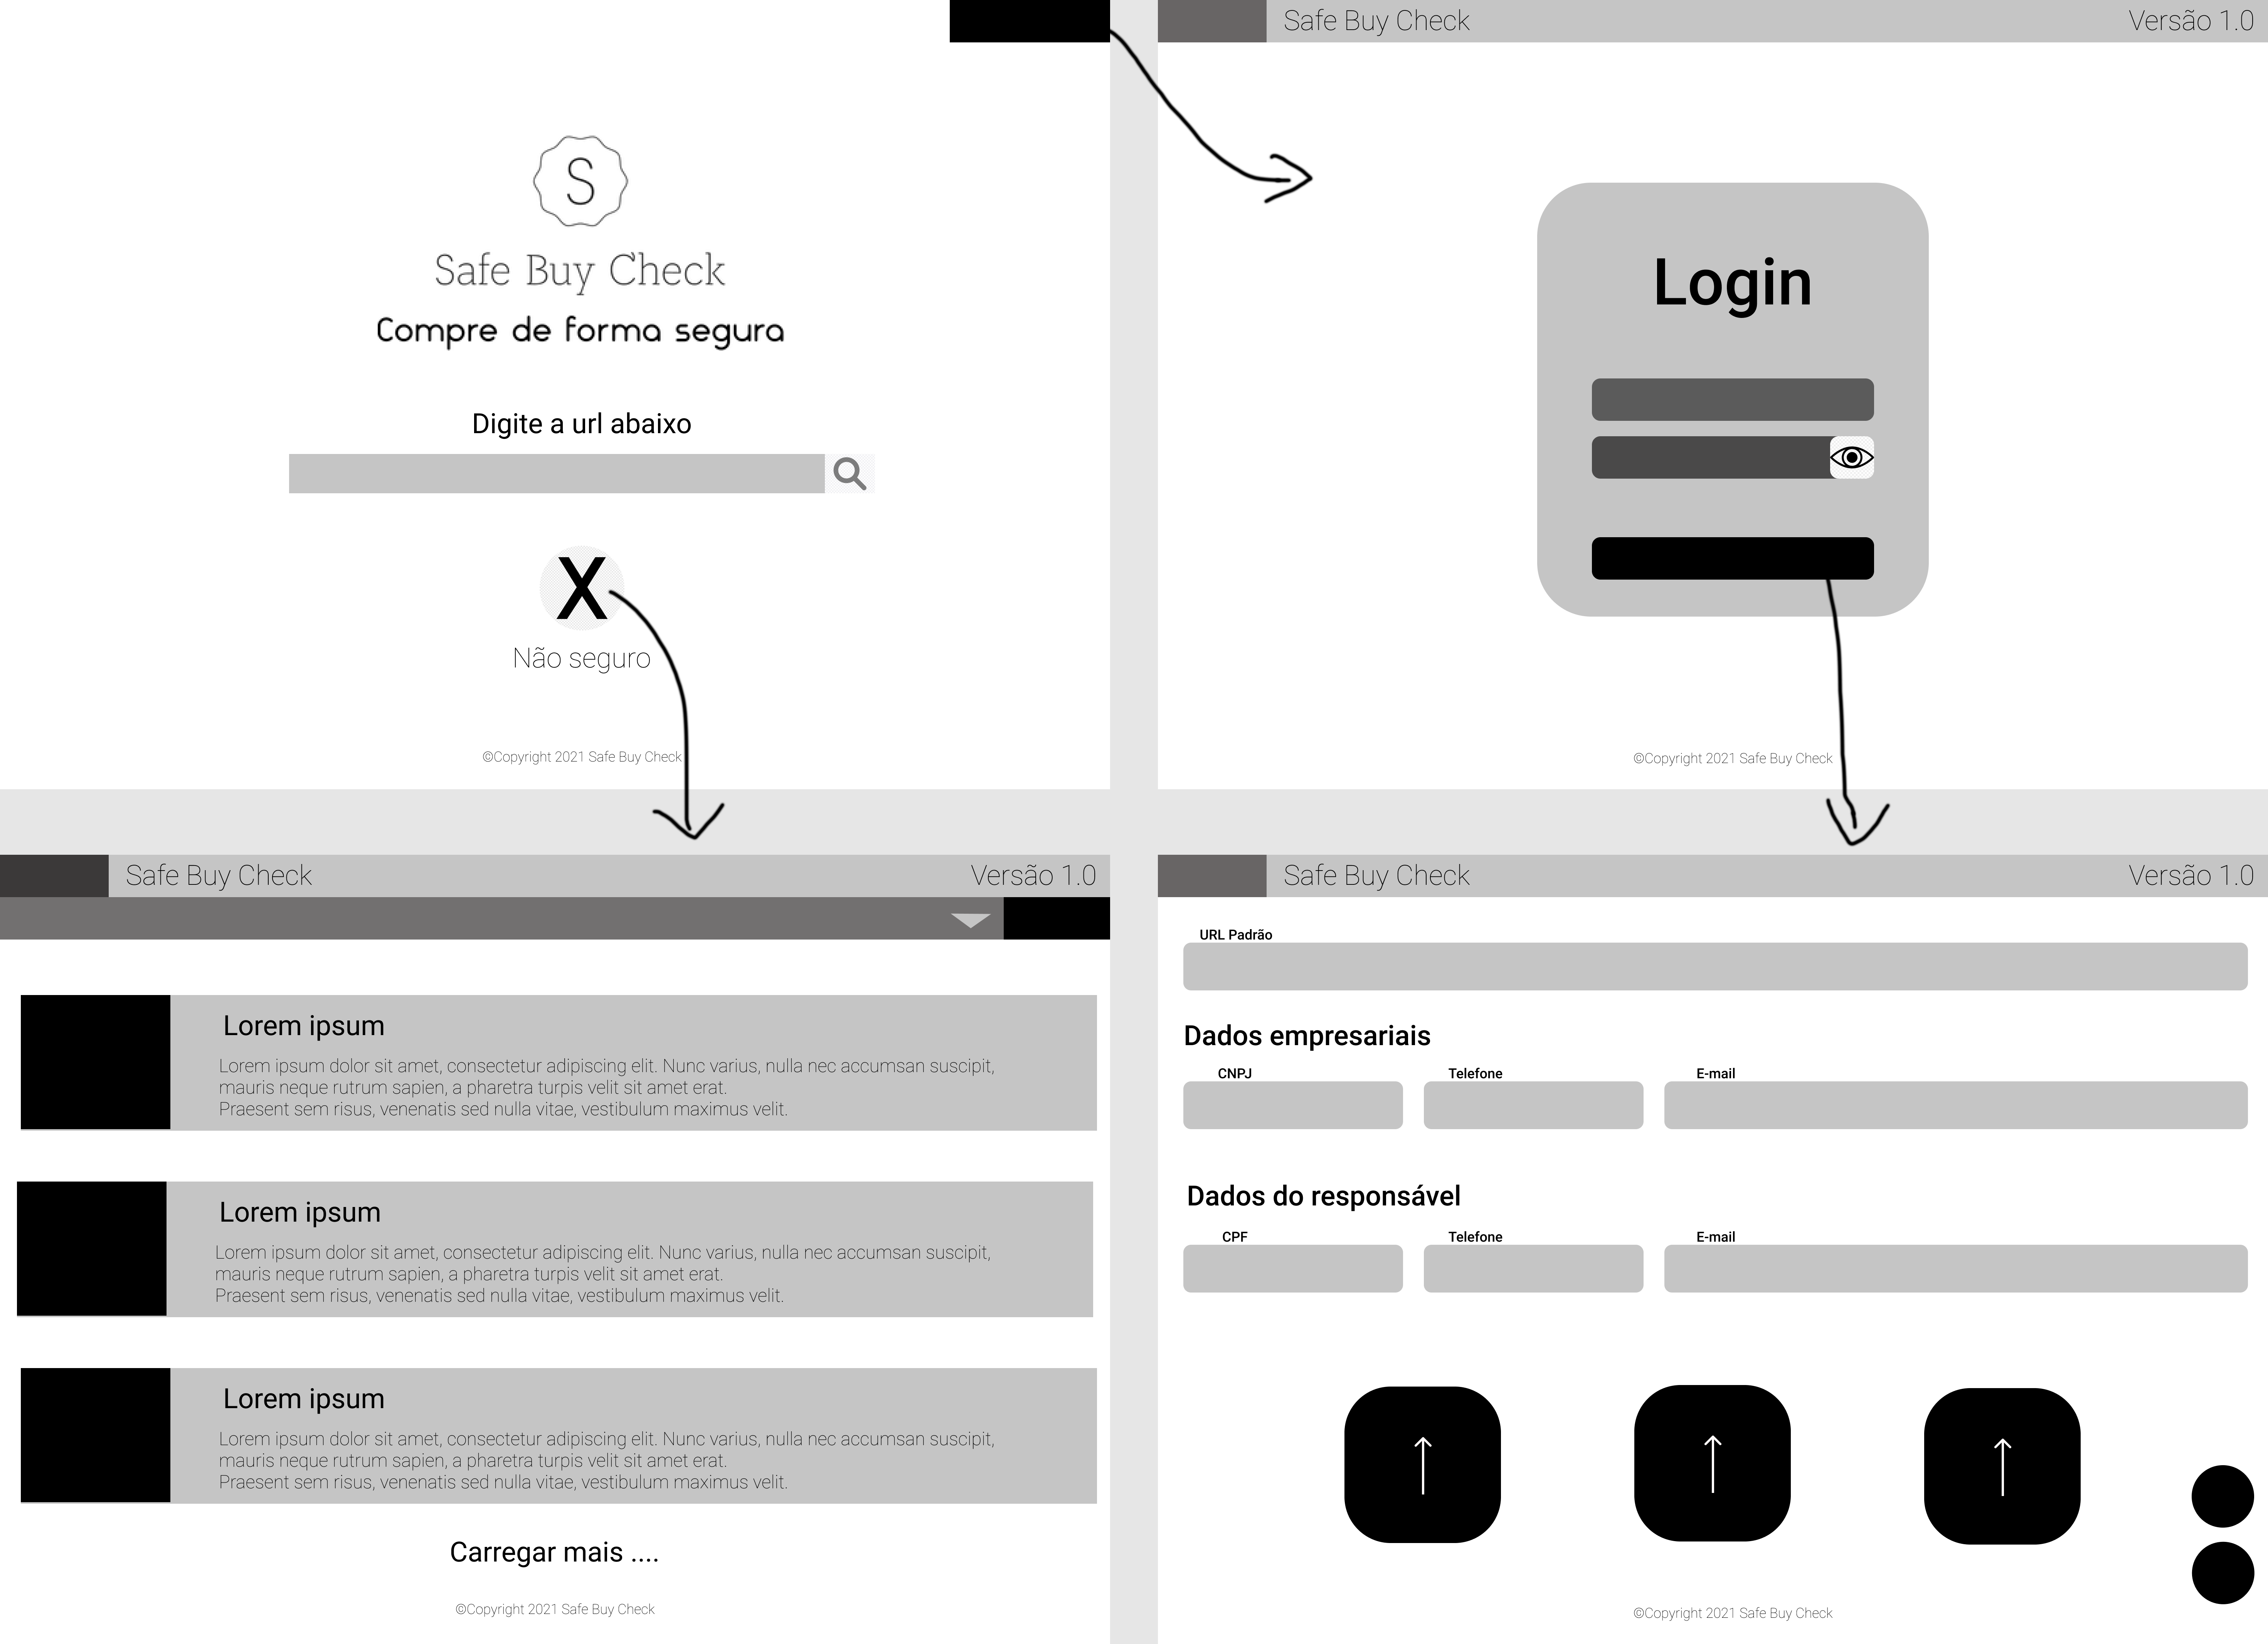 S
Safe Buy Check
Compre de forma segura
Digite a url abaixo
X
Não seguro
©Copyright 2021 Safe Buy Check
Safe Buy Check
Versão 1.0
Login
©Copyright 2021 Safe Buy Check
Safe Buy Check
Versão 1.0
Lorem ipsum
Lorem ipsum dolor sit amet, consectetur adipiscing elit. Nunc varius, nulla nec accumsan suscipit,
mauris neque rutrum sapien, a pharetra turpis velit sit amet erat.
Praesent sem risus, venenatis sed nulla vitae, vestibulum maximus velit.
Lorem ipsum
Lorem ipsum dolor sit amet, consectetur adipiscing elit. Nunc varius, nulla nec accumsan suscipit,
mauris neque rutrum sapien, a pharetra turpis velit sit amet erat.
Praesent sem risus, venenatis sed nulla vitae, vestibulum maximus velit.
Lorem ipsum
Lorem ipsum dolor sit amet, consectetur adipiscing elit. Nunc varius, nulla nec accumsan suscipit,
mauris neque rutrum sapien, a pharetra turpis velit sit amet erat.
Praesent sem risus, venenatis sed nulla vitae, vestibulum maximus velit.
Carregar mais ....
©Copyright 2021 Safe Buy Check
Safe Buy Check
Versão 1.0
URL Padrão
Dados empresariais
CNPJ
Telefone
E-mail
Dados do responsável
CPF
Telefone
E-mail
©Copyright 2021 Safe Buy Check